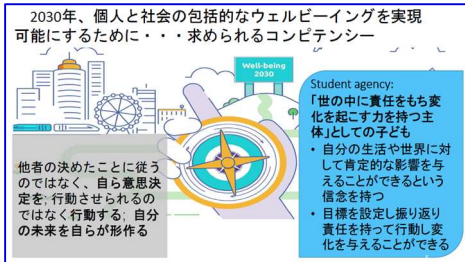 2030年、個人と社会の包括的なウェルビーイングを実現
可能にするために・・・求められるコンピテンシー
Well-being
2030
Student agency:
「世の中に責任をもち変
化を起こす力を持つ主
体」としての子ども
• 自分の生活や世界に対
して肯定的な影響を与
えることができるという
信念を持つ
• 目標を設定し振り返り
責任を持って行動し変
化を与えることができる
他者の決めたことに従う
のではなく、自ら意思決
定を; 行動させられるの
ではなく行動する; 自分
の未来を自らが形作る